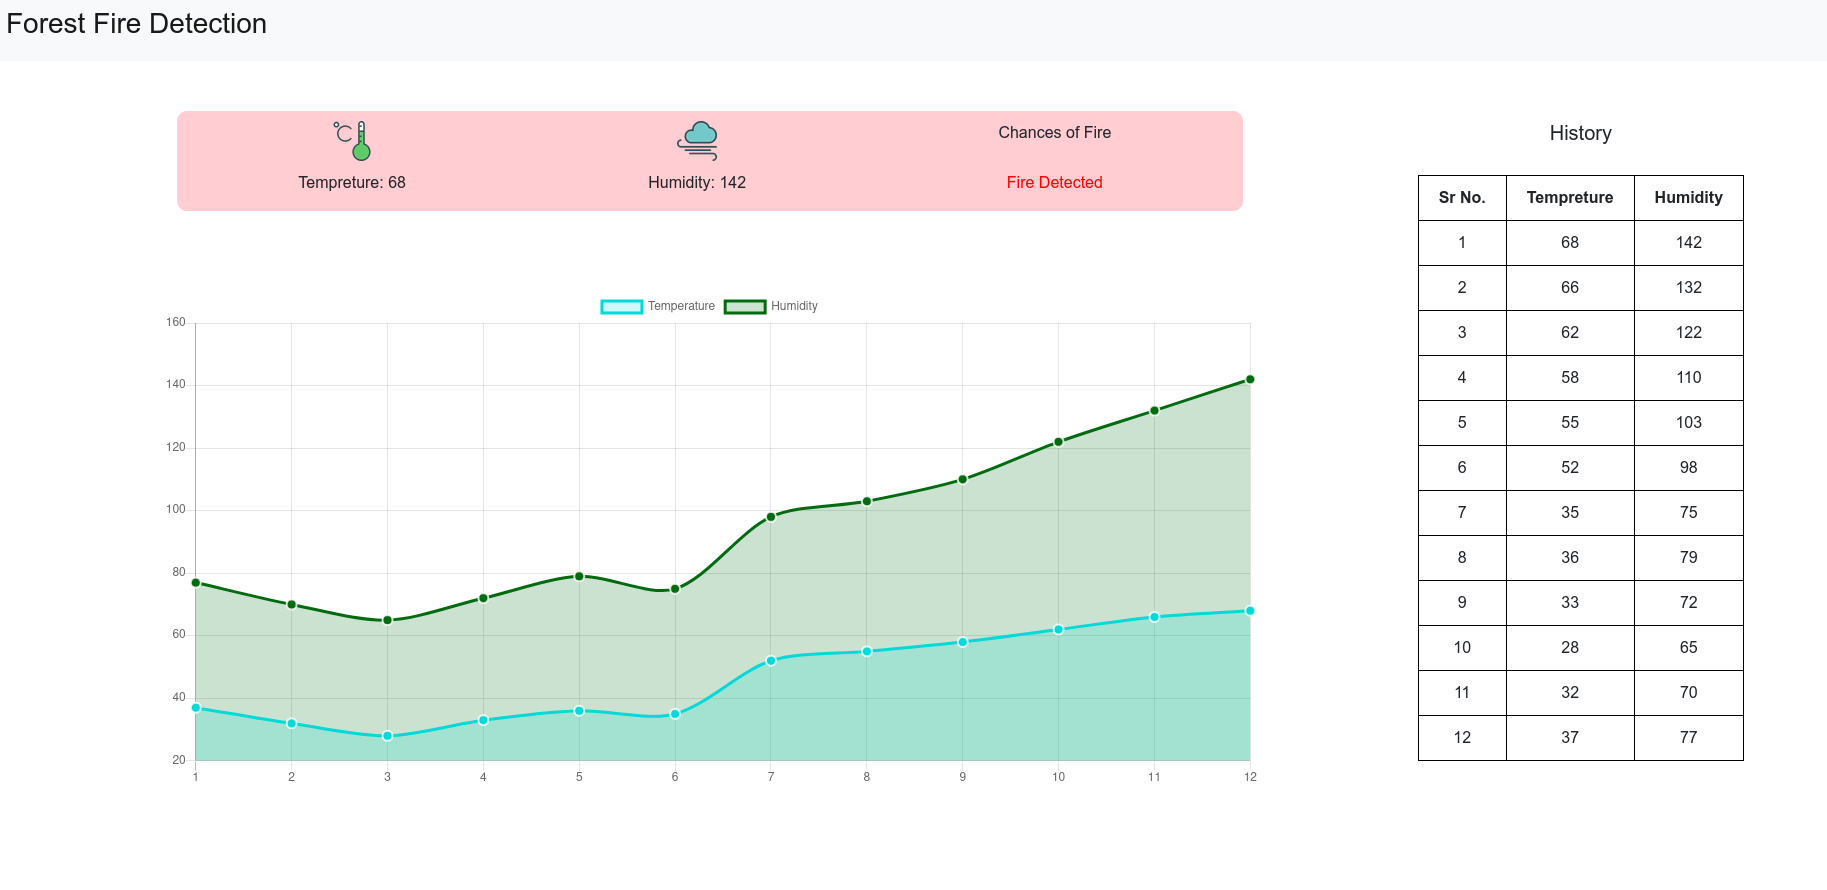 Forest Fire Detection
°C
Tempreture: 68
Humidity: 142
Chances of Fire
Fire Detected
Temperature Humidity
160
140
120
100
80
60
40
20
1 2 3 4 5 6 7 8 9 10 11 12
History
Sr No. Tempreture Humidity
1 68 142
2 66 132
3 62 122
4 58 110
5 55 103
6 52 98
7 35 75
8 36 79
9 33 72
10 28 65
11 32 70
12 37 77